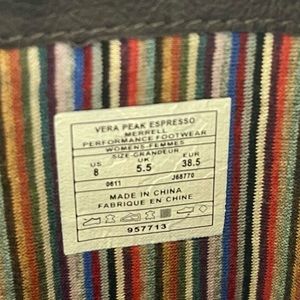 VERA PEAK ESPRESSO
MERRELL
PERFORMANCE FOOTWEAR
WOMENS-FEMMES
SIZE-GRANDEUR
US UK EUR
8 5.5 38.5
0611 J68770
MADE IN CHINA
FABRIQUE EN CHINE
957713